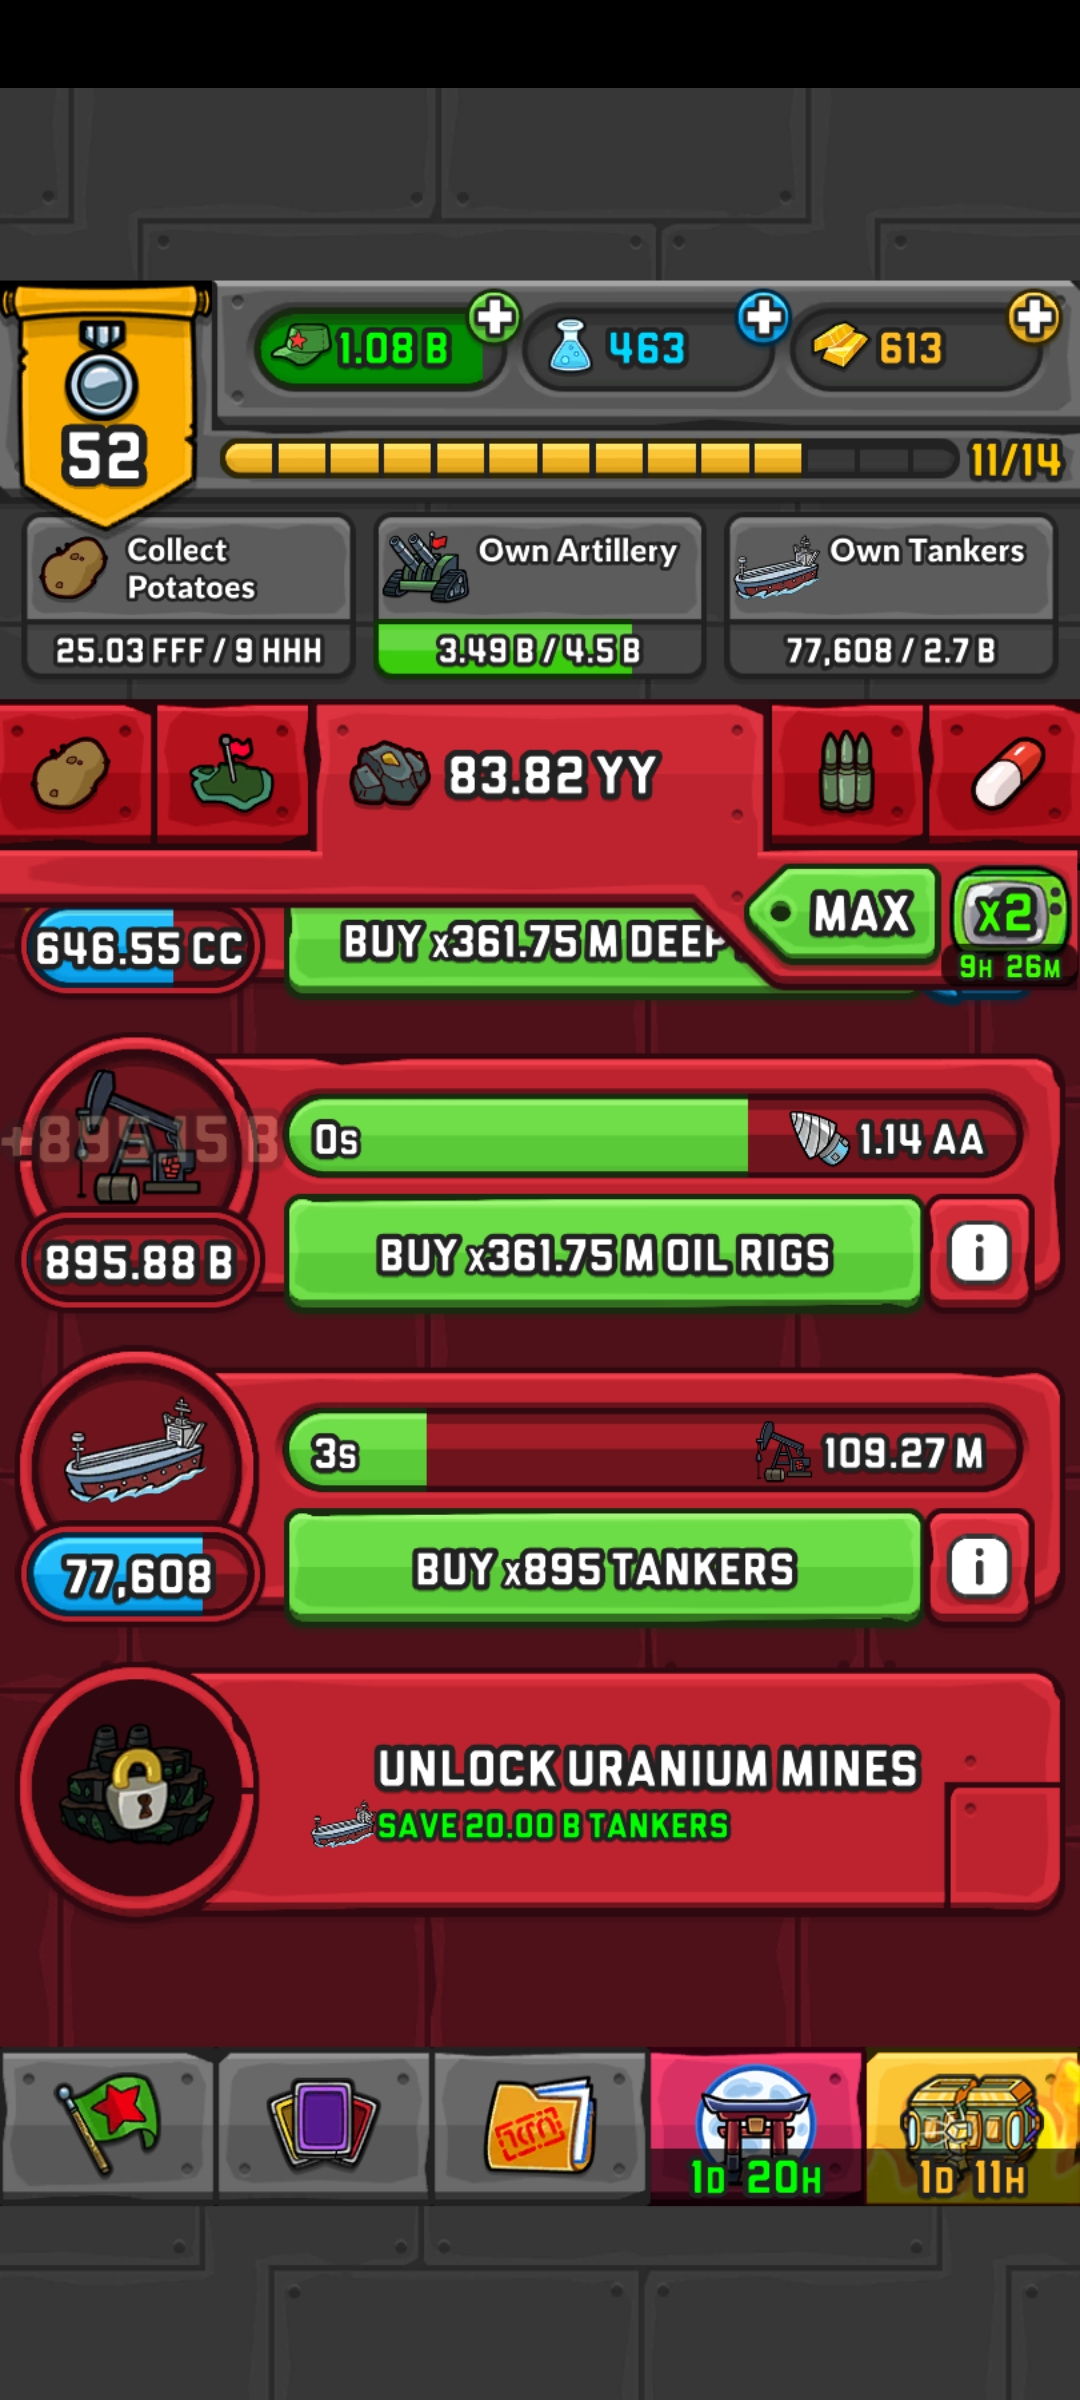 1.08 B
463
613
52
11/14
Collect
Potatoes
25.03 FFF / 9 HHH
Own Artillery
3.49 B / 4.5 B
Own Tankers
77,608 / 2.7 B
83.82 YY
MAX
x2
9H 26M
646.55 CC
BUY x361.75 M DEEP
+895.15 B
0s
1.14 AA
895.88 B
BUY x361.75 M OIL RIGS
i
3s
109.27 M
77,608
BUY x895 TANKERS
i
UNLOCK URANIUM MINES
SAVE 20.00 B TANKERS
1D 20H
1D 11H